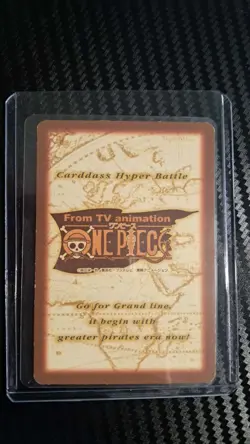 Carddass Hyper Battle
From TV animation
ワンピース
ONE PIECE
Go for Grand line,
it begin with
greater pirates era now!